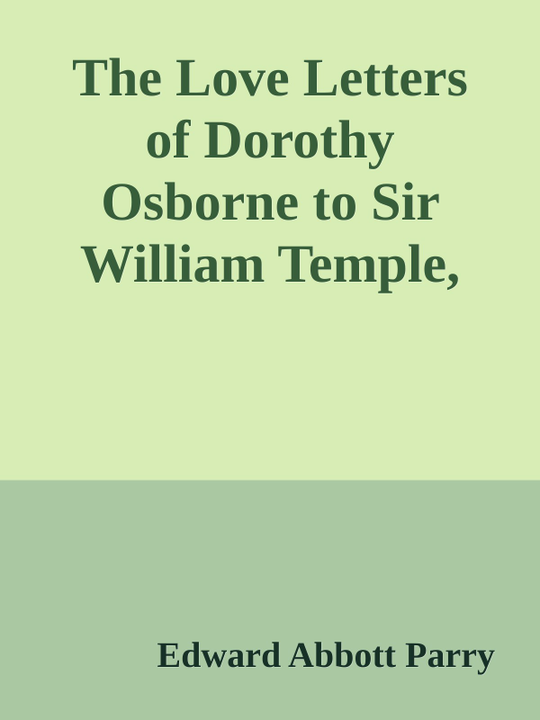 The Love Letters
of Dorothy
Osborne to Sir
William Temple,
Edward Abbott Parry